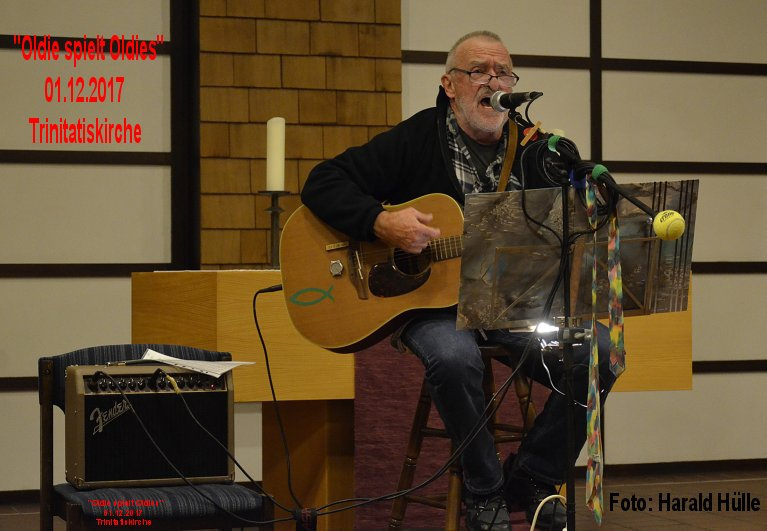 "Oldie spielt Oldies"
01.12.2017
Trinitatiskirche
Fender
"Oldie spielt Oldies"
01.12.2017
Trinitatiskirche
Foto: Harald Hülle